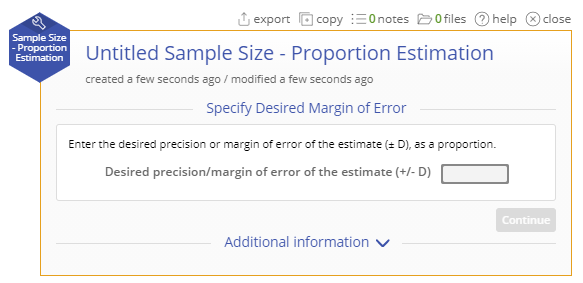 export copy 0 notes 0 files help close
Sample Size
- Proportion
Estimation
Untitled Sample Size - Proportion Estimation
created a few seconds ago / modified a few seconds ago
Specify Desired Margin of Error
Enter the desired precision or margin of error of the estimate (± D), as a proportion.
Desired precision/margin of error of the estimate (+/- D)
Continue
Additional information